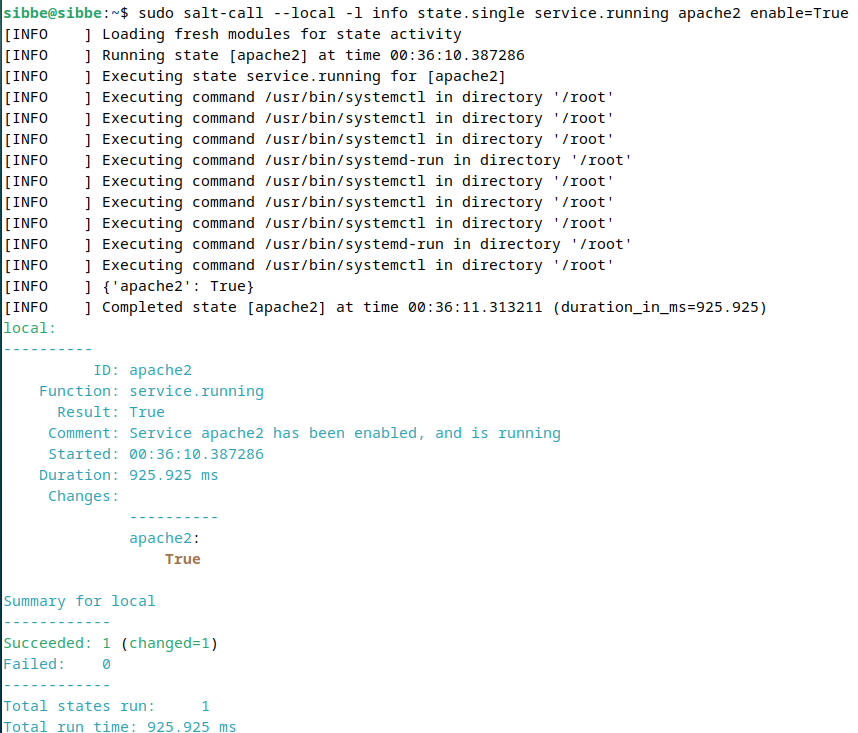 sibbe@sibbe:~$ sudo salt-call --local -l info state.single service.running apache2 enable=True
[INFO    ] Loading fresh modules for state activity
[INFO    ] Running state [apache2] at time 00:36:10.387286
[INFO    ] Executing state service.running for [apache2]
[INFO    ] Executing command /usr/bin/systemctl in directory '/root'
[INFO    ] Executing command /usr/bin/systemctl in directory '/root'
[INFO    ] Executing command /usr/bin/systemctl in directory '/root'
[INFO    ] Executing command /usr/bin/systemd-run in directory '/root'
[INFO    ] Executing command /usr/bin/systemctl in directory '/root'
[INFO    ] Executing command /usr/bin/systemctl in directory '/root'
[INFO    ] Executing command /usr/bin/systemctl in directory '/root'
[INFO    ] Executing command /usr/bin/systemd-run in directory '/root'
[INFO    ] Executing command /usr/bin/systemctl in directory '/root'
[INFO    ] {'apache2': True}
[INFO    ] Completed state [apache2] at time 00:36:11.313211 (duration_in_ms=925.925)
local:
----------
          ID: apache2
    Function: service.running
      Result: True
     Comment: Service apache2 has been enabled, and is running
     Started: 00:36:10.387286
    Duration: 925.925 ms
     Changes:
              ----------
              apache2:
                  True

Summary for local
------------
Succeeded: 1 (changed=1)
Failed:    0
------------
Total states run:     1
Total run time: 925.925 ms